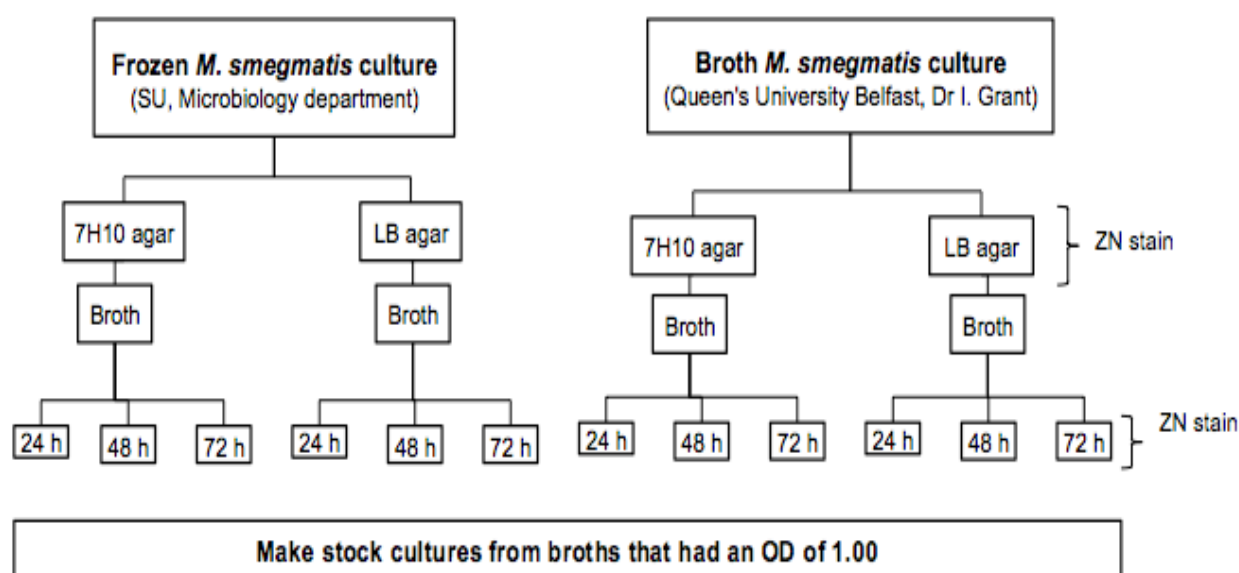 Frozen M. smegmatis culture
(SU, Microbiology department)
Broth M. smegmatis culture
(Queen's University Belfast, Dr I. Grant)
7H10 agar
LB agar
7H10 agar
LB agar
ZN stain
Broth
Broth
Broth
Broth
24 h
48 h
72 h
24 h
48 h
72 h
24 h
48 h
72 h
24 h
48 h
72 h
ZN stain
Make stock cultures from broths that had an OD of 1.00